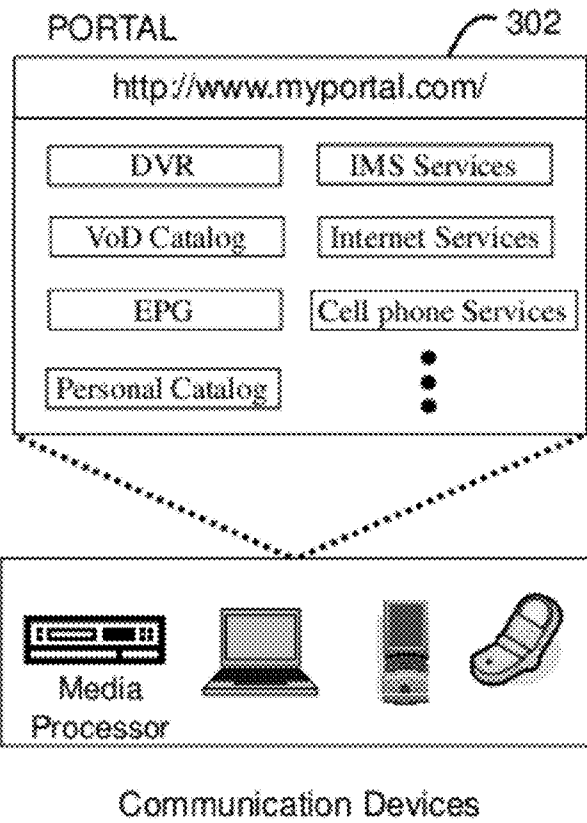 PORTAL
302
http://www.myportal.com/
DVR
IMS Services
VoD Catalog
Internet Services
EPG
Cell phone Services
Personal Catalog
Media
Processor
Communication Devices